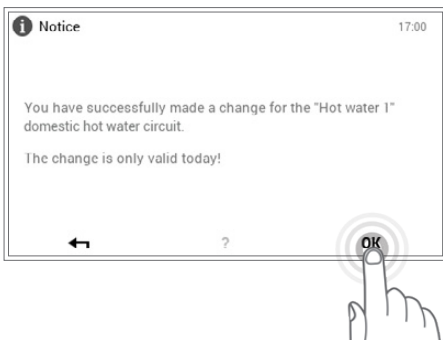 i Notice 17:00
You have successfully made a change for the "Hot water 1"
domestic hot water circuit.
The change is only valid today!
? OK